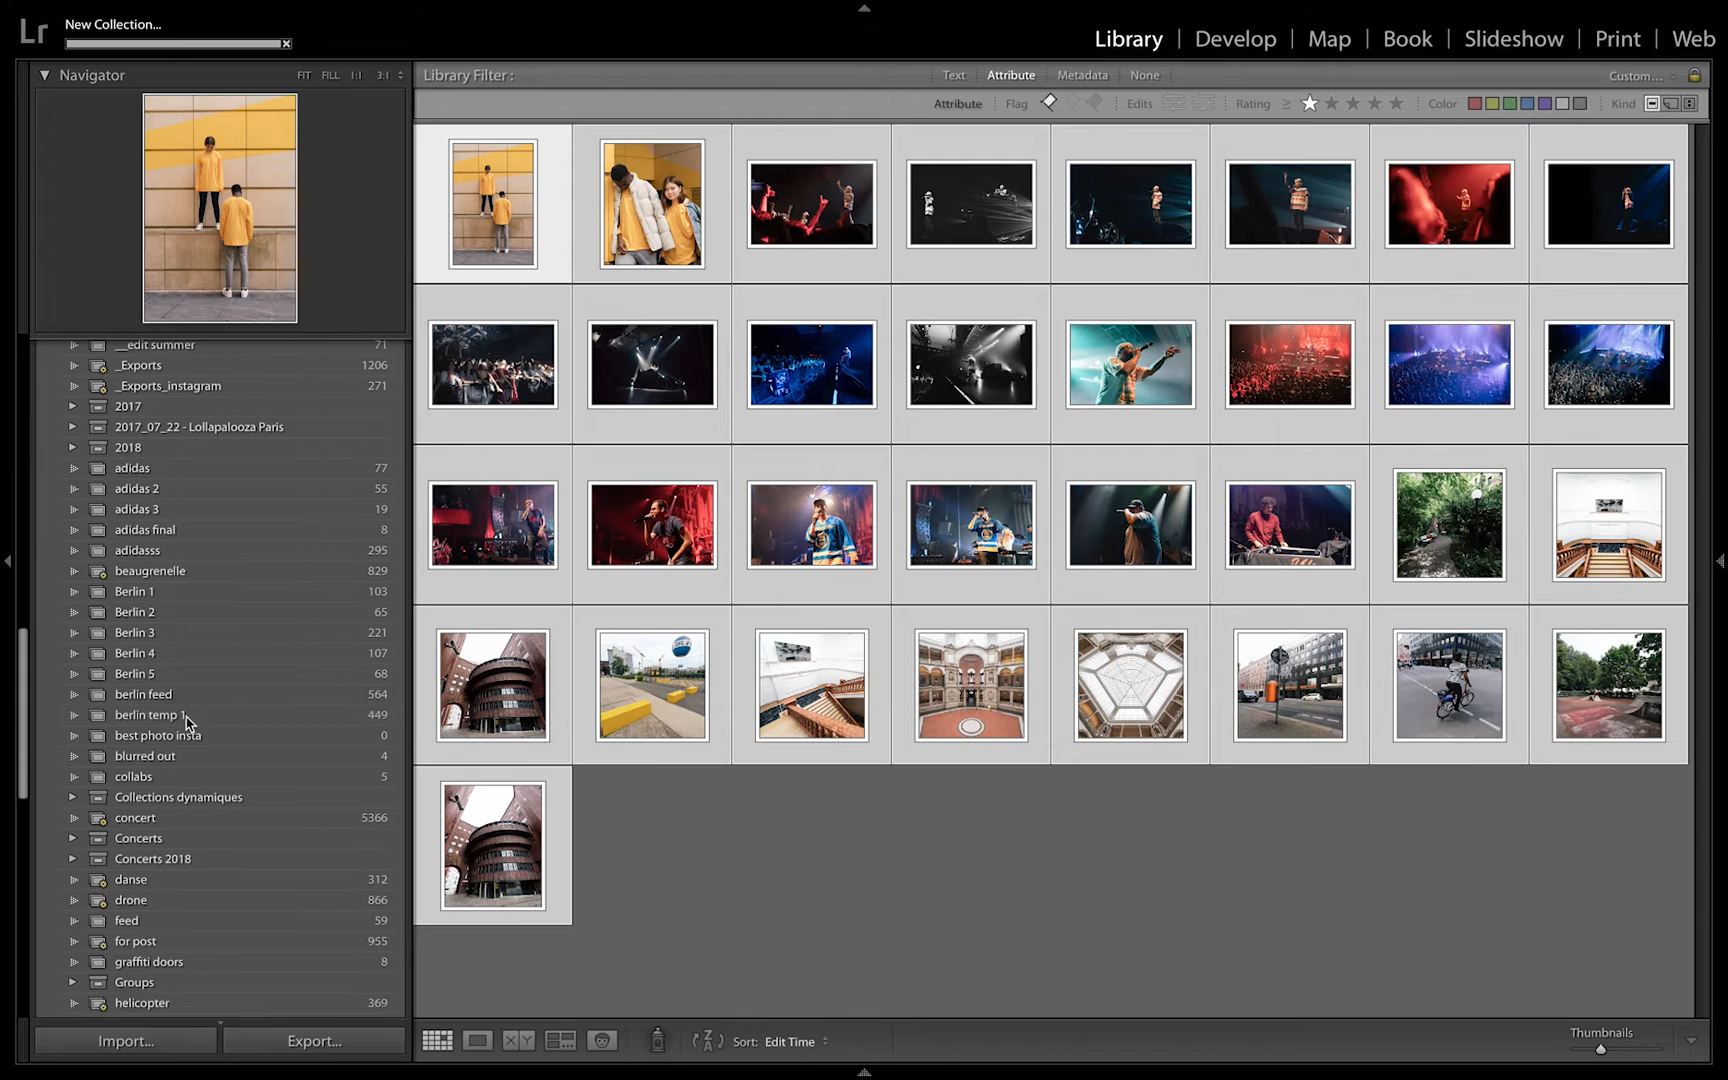 Lr
New Collection...
Library | Develop | Map | Book | Slideshow | Print | Web
Navigator FIT FILL 1:1 3:1
Library Filter : Text Attribute Metadata None Custom...
Attribute Flag Edits Rating ≥ Color Kind
__edit summer 71
_Exports 1206
_Exports_instagram 271
2017
2017_07_22 - Lollapalooza Paris
2018
adidas 77
adidas 2 55
adidas 3 19
adidas final 8
adidasss 295
beaugrenelle 829
Berlin 1 103
Berlin 2 65
Berlin 3 221
Berlin 4 107
Berlin 5 68
berlin feed 564
berlin temp 1 449
best photo insta 0
blurred out 4
collabs 5
Collections dynamiques
concert 5366
Concerts
Concerts 2018
danse 312
drone 866
feed 59
for post 955
graffiti doors 8
Groups
helicopter 369
Import... Export... XY AZ Sort: Edit Time Thumbnails